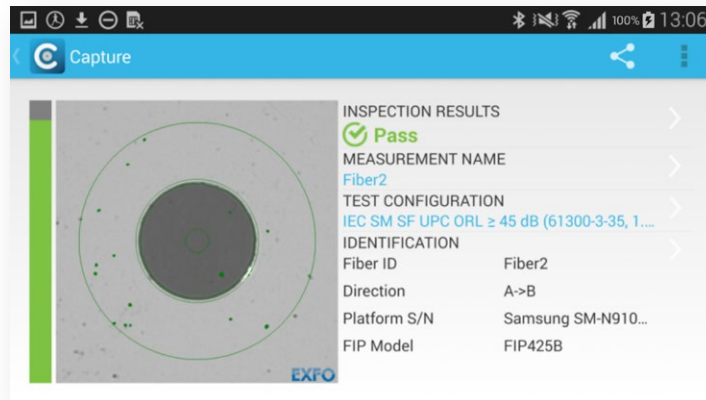 100% 13:06
Capture
INSPECTION RESULTS
Pass
MEASUREMENT NAME
Fiber2
TEST CONFIGURATION
IEC SM SF UPC ORL ≥ 45 dB (61300-3-35, 1....
IDENTIFICATION
Fiber ID Fiber2
Direction A->B
Platform S/N Samsung SM-N910...
FIP Model FIP425B
EXFO